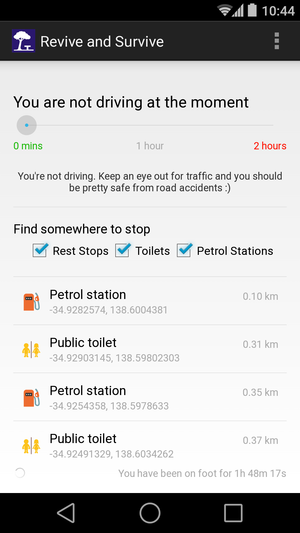 10:44
Revive and Survive
You are not driving at the moment
0 mins 1 hour 2 hours
You're not driving. Keep an eye out for traffic and you should
be pretty safe from road accidents :)
Find somewhere to stop
Rest Stops Toilets Petrol Stations
Petrol station 0.10 km
-34.9282574, 138.6004381
Public toilet 0.31 km
-34.92903145, 138.59802303
Petrol station 0.35 km
-34.9254358, 138.5978633
Public toilet 0.37 km
-34.92491329, 138.6034262
You have been on foot for 1h 48m 17s